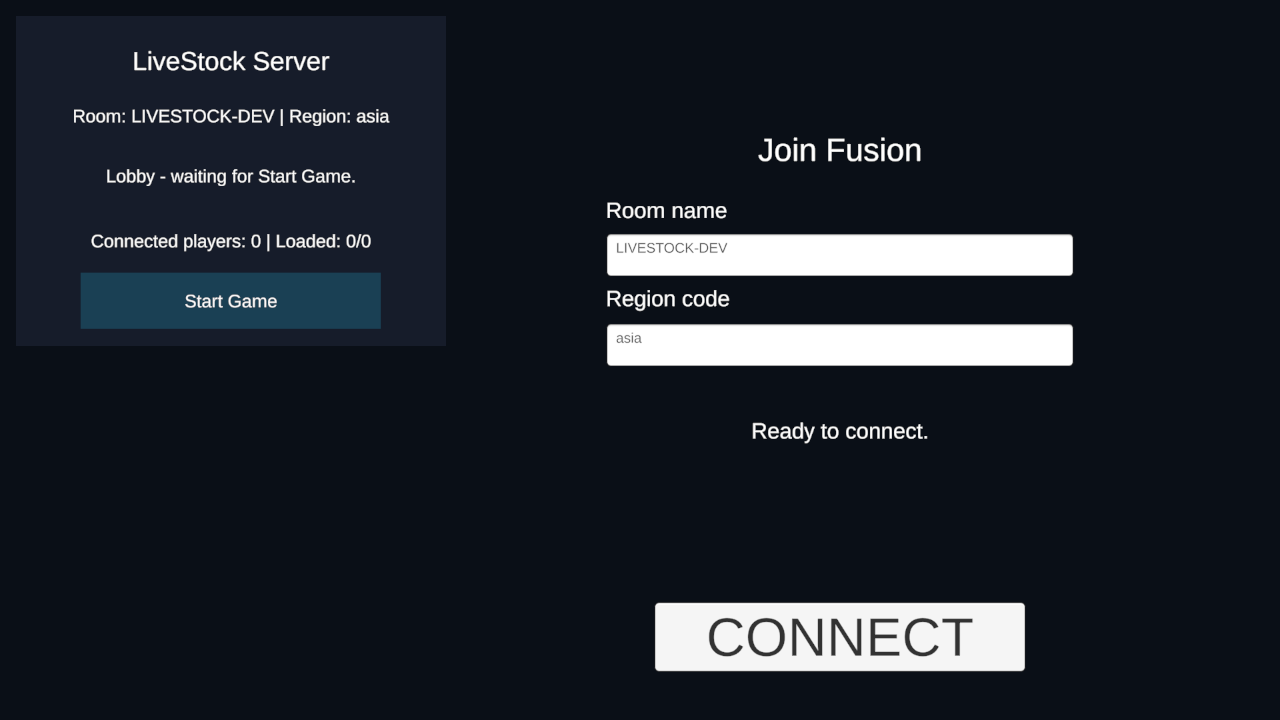 LiveStock Server
Room: LIVESTOCK-DEV | Region: asia
Lobby - waiting for Start Game.
Connected players: 0 | Loaded: 0/0
Start Game
Join Fusion
Room name
LIVESTOCK-DEV
Region code
asia
Ready to connect.
CONNECT